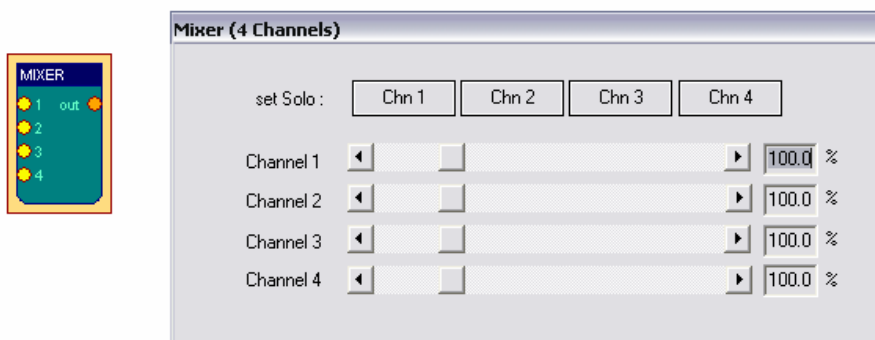 Mixer (4 Channels)
MIXER
1 out
2
3
4
set Solo : Chn 1 Chn 2 Chn 3 Chn 4
Channel 1 100.0 %
Channel 2 100.0 %
Channel 3 100.0 %
Channel 4 100.0 %